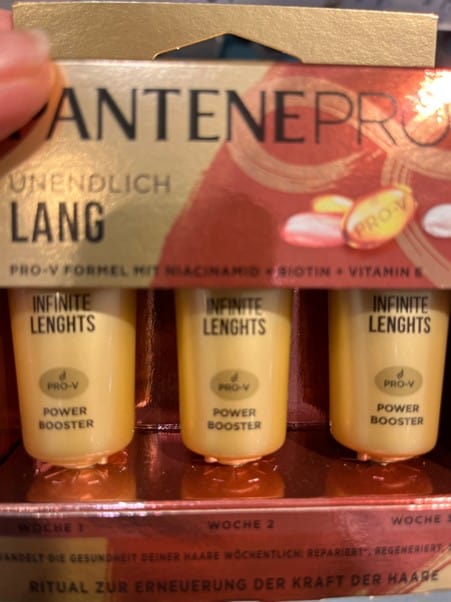 PANTENE PRO
UNENDLICH
LANG
PRO-V
PRO-V FORMEL MIT NIACINAMID + BIOTIN + VITAMIN E
INFINITE
LENGHTS
PRO-V
POWER
BOOSTER
INFINITE
LENGHTS
PRO-V
POWER
BOOSTER
INFINITE
LENGHTS
PRO-V
POWER
BOOSTER
WOCHE 1 WOCHE 2 WOCHE 3
HANDELT DIE GESUNDHEIT DEINER HAARE WÖCHENTLICH: REPARIERT*, REGENERIERT,
RITUAL ZUR ERNEUERUNG DER KRAFT DER HAARE